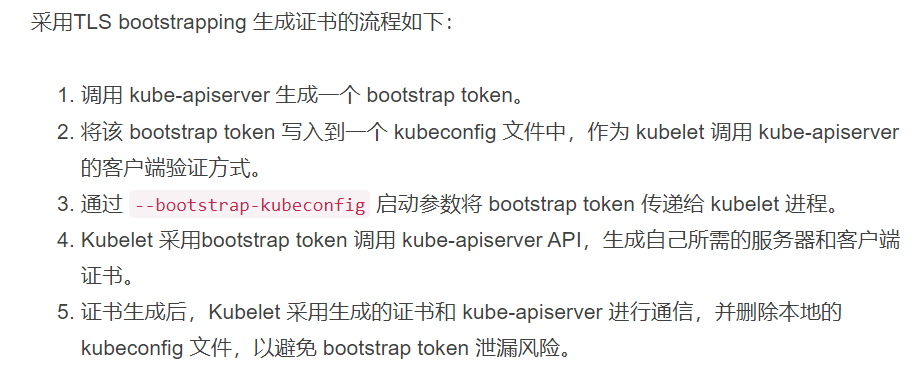 采用TLS bootstrapping 生成证书的流程如下：
1. 调用 kube-apiserver 生成一个 bootstrap token。
2. 将该 bootstrap token 写入到一个 kubeconfig 文件中，作为 kubelet 调用 kube-apiserver
的客户端验证方式。
3. 通过 --bootstrap-kubeconfig 启动参数将 bootstrap token 传递给 kubelet 进程。
4. Kubelet 采用bootstrap token 调用 kube-apiserver API，生成自己所需的服务器和客户端
证书。
5. 证书生成后，Kubelet 采用生成的证书和 kube-apiserver 进行通信，并删除本地的
kubeconfig 文件，以避免 bootstrap token 泄漏风险。